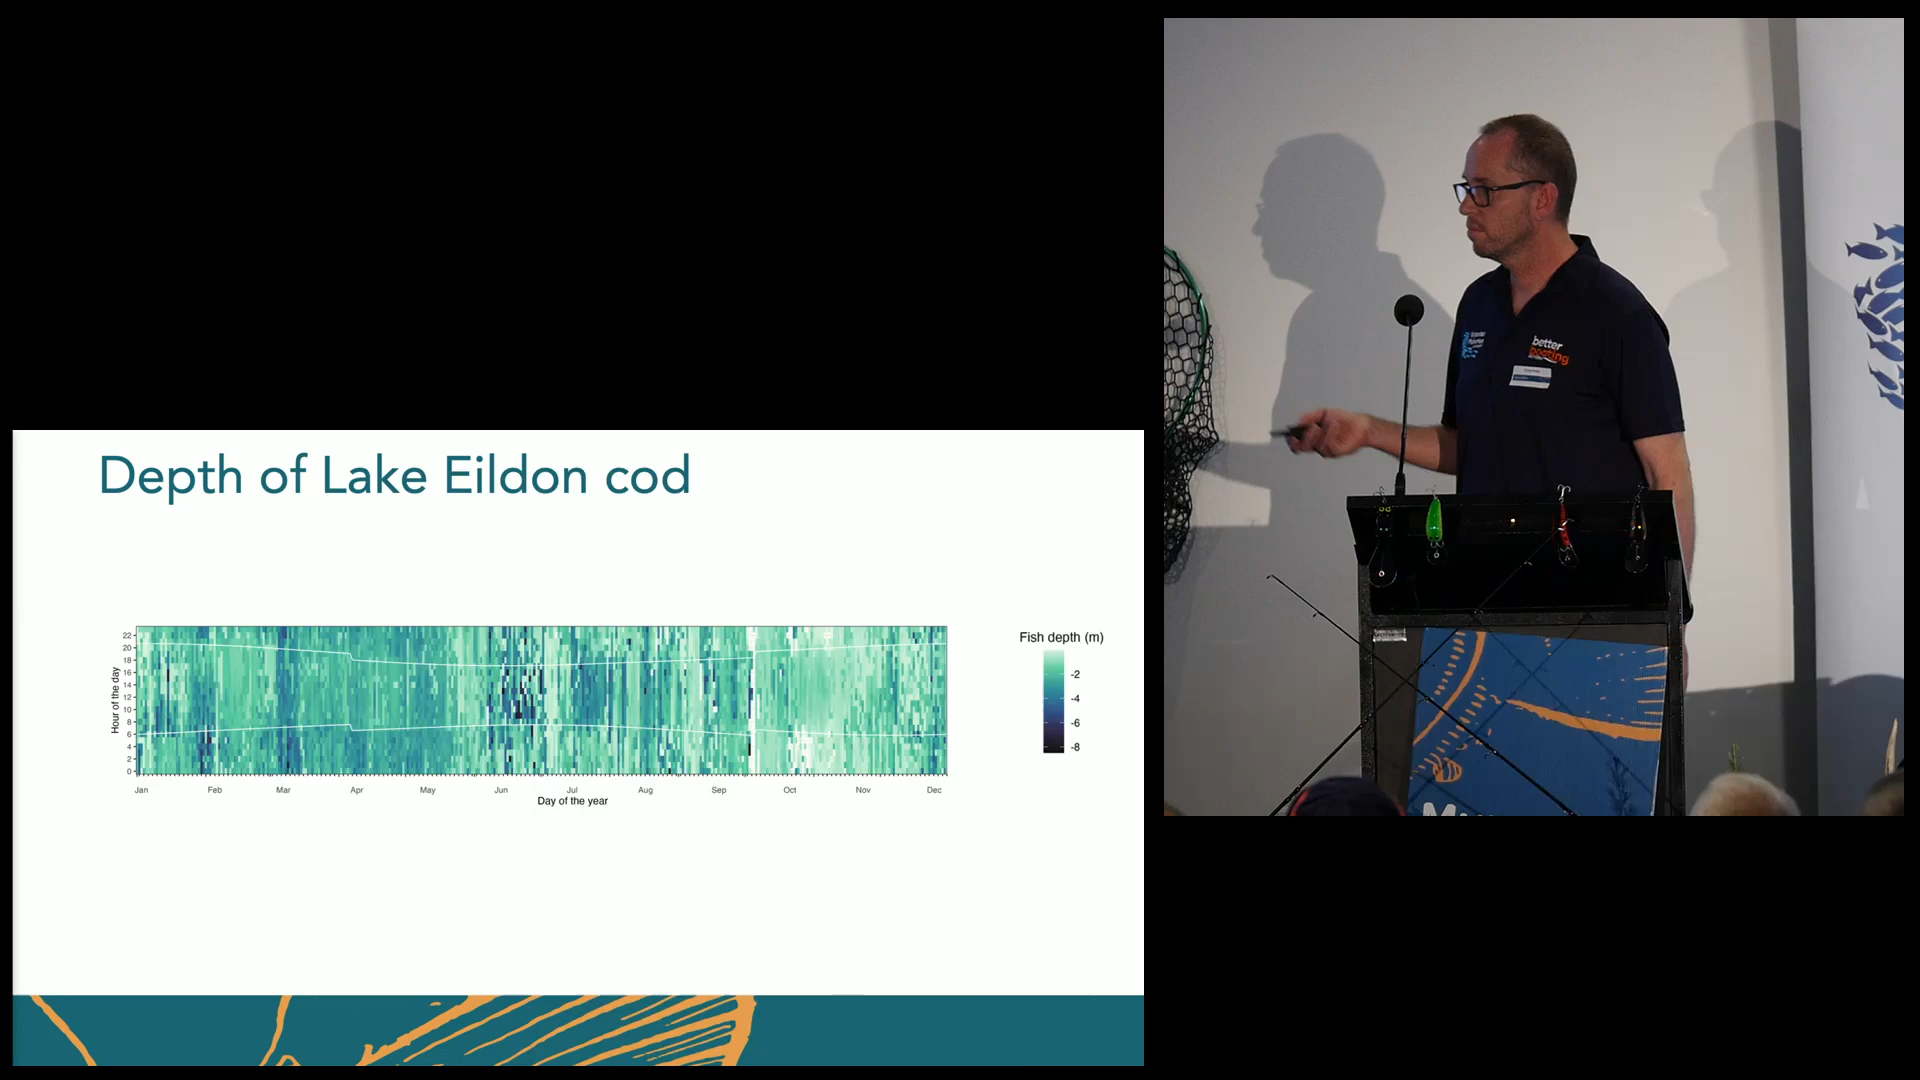 Depth of Lake Eildon cod
Hour of the day
22
20
18
16
14
12
10
8
6
4
2
0
Jan Feb Mar Apr May Jun Jul Aug Sep Oct Nov Dec
Day of the year
Fish depth (m)
-2
-4
-6
-8
better
boating